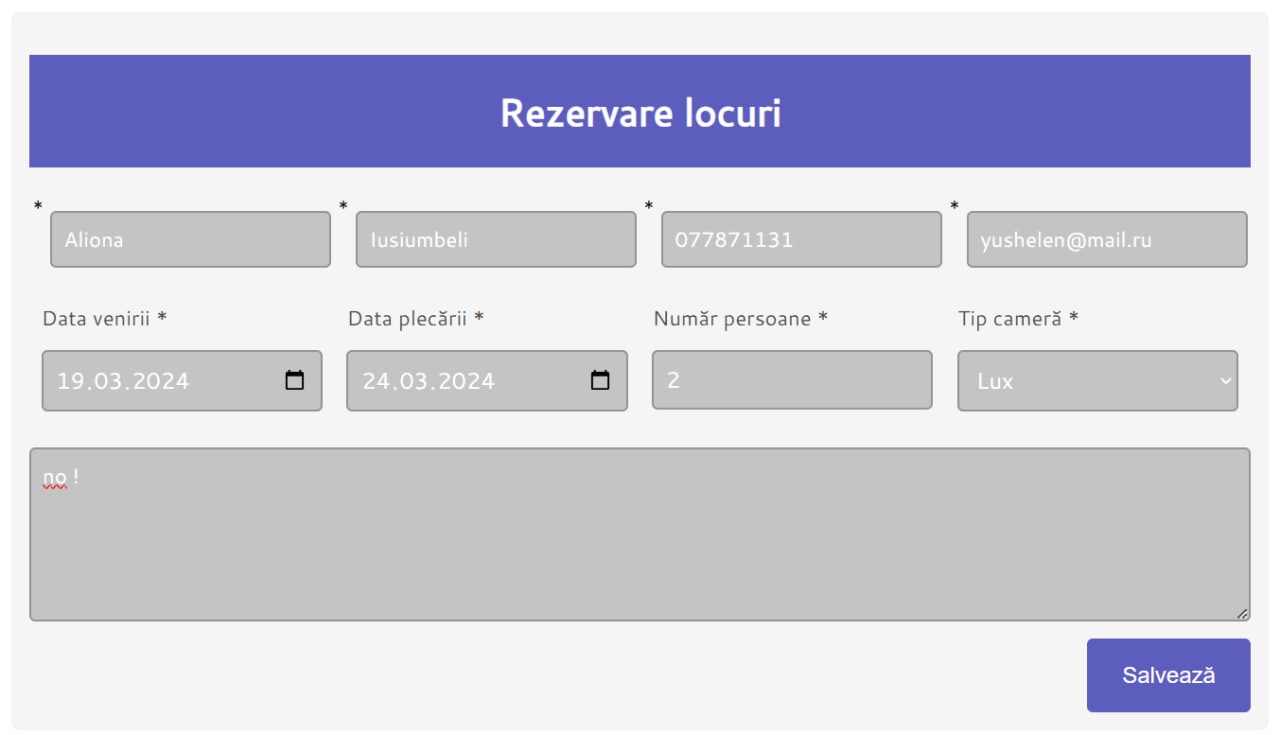 Rezervare locuri
* Aliona * Iusiumbeli * 077871131 * yushelen@mail.ru
Data venirii * Data plecării * Număr persoane * Tip cameră *
19.03.2024 24.03.2024 2 Lux
no !
Salvează